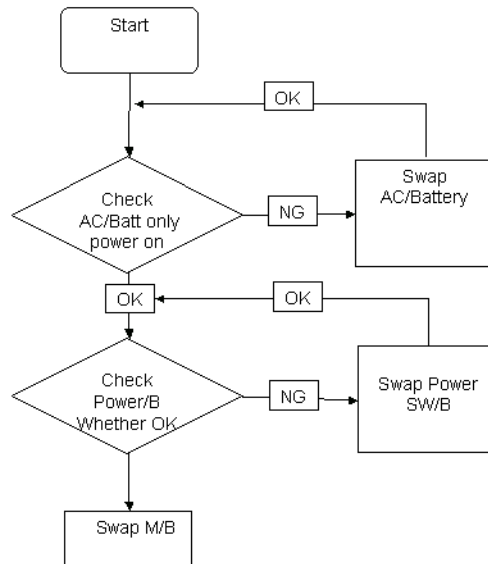 Start
OK
Check
AC/Batt only
power on
NG
Swap
AC/Battery
OK
OK
Check
Power/B
Whether OK
NG
Swap Power
SW/B
Swap M/B